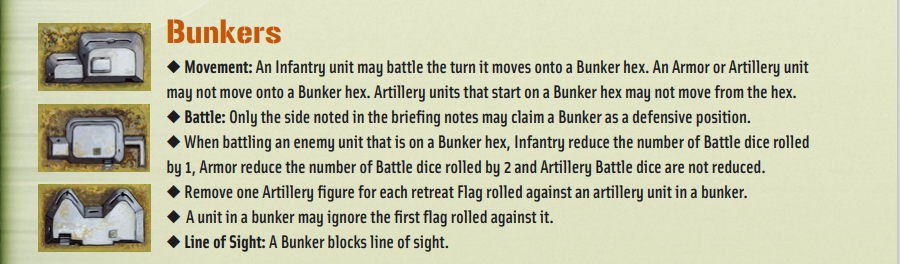 Bunkers
◆ Movement: An Infantry unit may battle the turn it moves onto a Bunker hex. An Armor or Artillery unit
may not move onto a Bunker hex. Artillery units that start on a Bunker hex may not move from the hex.
◆ Battle: Only the side noted in the briefing notes may claim a Bunker as a defensive position.
◆ When battling an enemy unit that is on a Bunker hex, Infantry reduce the number of Battle dice rolled
by 1, Armor reduce the number of Battle dice rolled by 2 and Artillery Battle dice are not reduced.
◆ Remove one Artillery figure for each retreat Flag rolled against an artillery unit in a bunker.
◆ A unit in a bunker may ignore the first flag rolled against it.
◆ Line of Sight: A Bunker blocks line of sight.